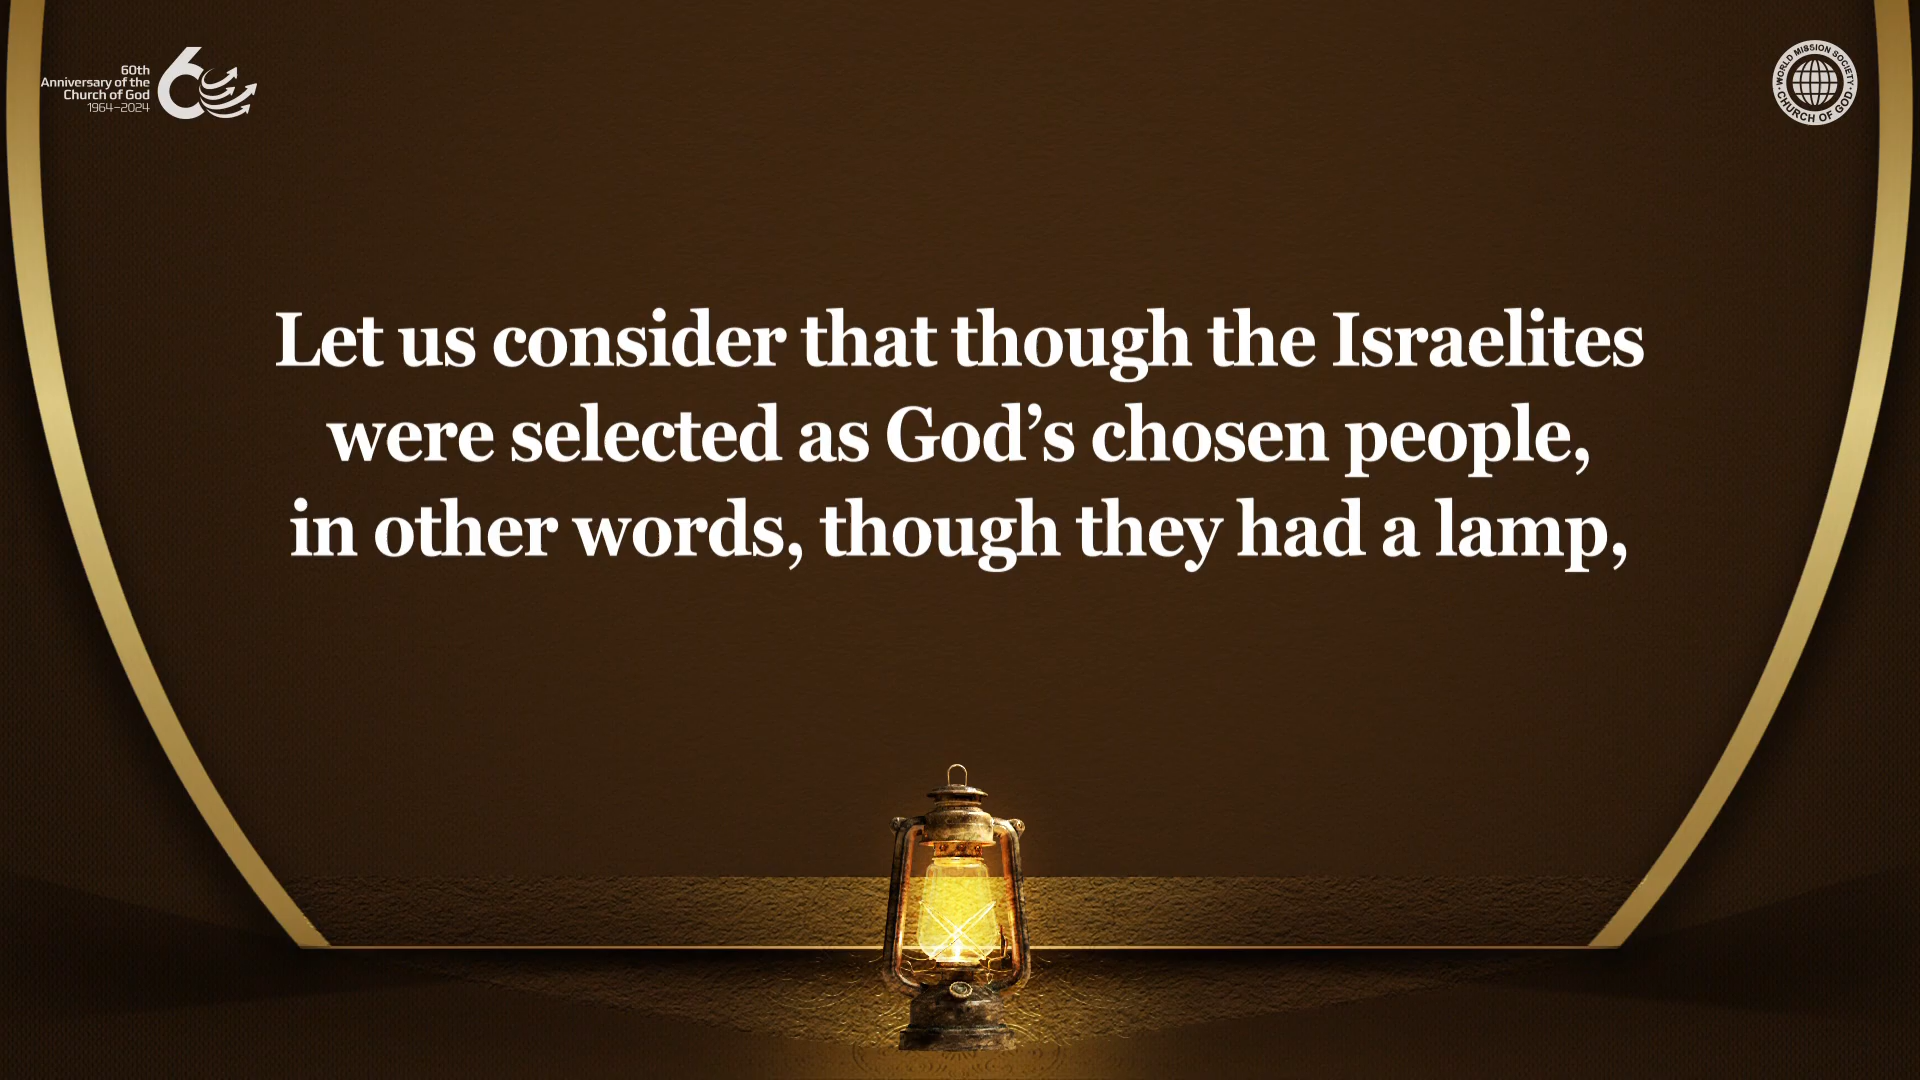 60th
Anniversary of the
Church of God
1964–2024
60
WORLD MISSION SOCIETY
CHURCH OF GOD
Let us consider that though the Israelites
were selected as God’s chosen people,
in other words, though they had a lamp,